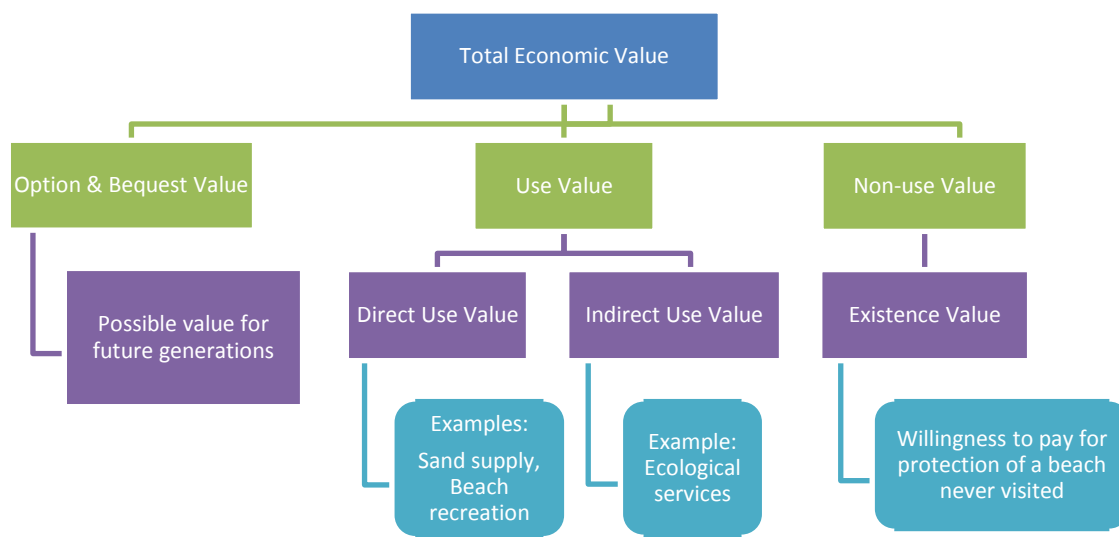 Total Economic Value
Option & Bequest Value
Use Value
Non-use Value
Possible value for
future generations
Direct Use Value
Indirect Use Value
Existence Value
Examples:
Sand supply,
Beach
recreation
Example:
Ecological
services
Willingness to pay for
protection of a beach
never visited